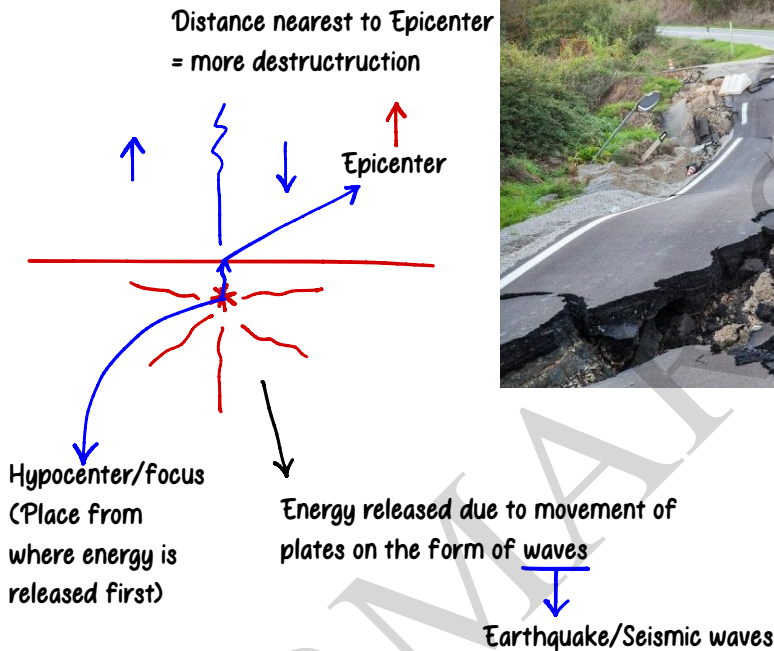 Distance nearest to Epicenter
= more destructruction
Epicenter
Hypocenter/focus
(Place from
where energy is
released first)
Energy released due to movement of
plates on the form of waves
Earthquake/Seismic waves